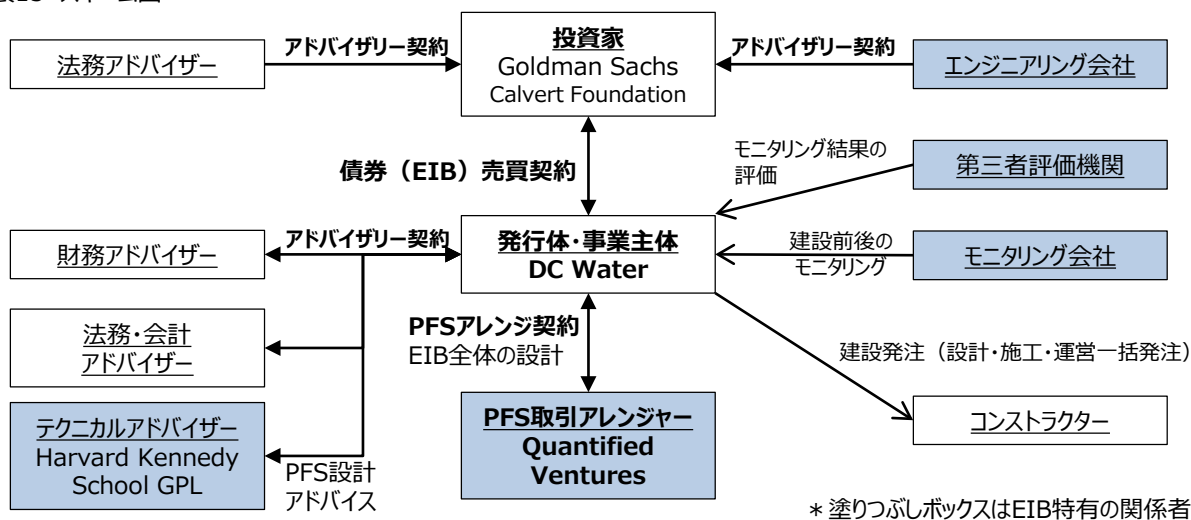 法務アドバイザー
アドバイザリー契約
投資家
Goldman Sachs
Calvert Foundation
アドバイザリー契約
エンジニアリング会社
債券（EIB）売買契約
モニタリング結果の
評価
第三者評価機関
財務アドバイザー
アドバイザリー契約
発行体・事業主体
DC Water
建設前後の
モニタリング
モニタリング会社
法務・会計
アドバイザー
PFSアレンジ契約
EIB全体の設計
建設発注（設計・施工・運営一括発注）
テクニカルアドバイザー
Harvard Kennedy
School GPL
PFS設計
アドバイス
PFS取引アレンジャー
Quantified
Ventures
コンストラクター
＊塗りつぶしボックスはEIB特有の関係者